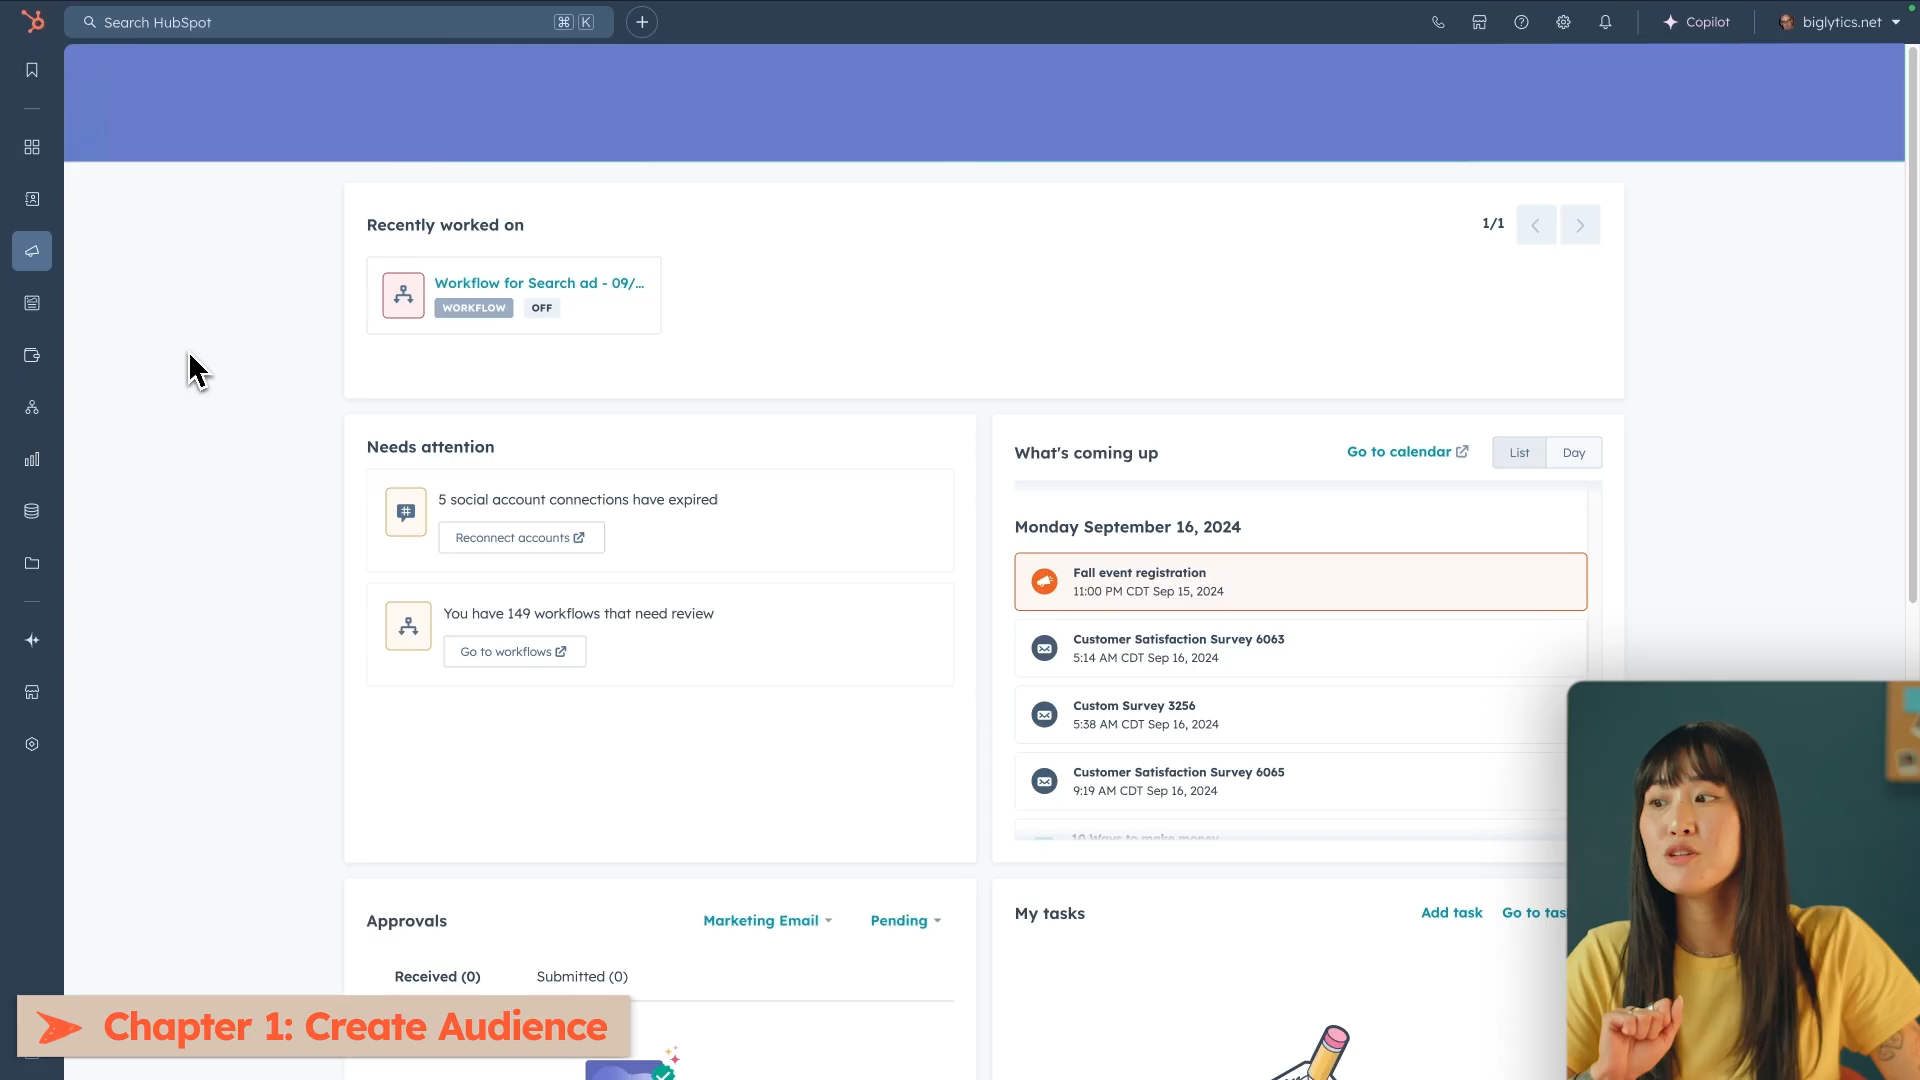 Search HubSpot
⌘ K
Copilot
biglytics.net
Recently worked on
1/1
Workflow for Search ad - 09/...
WORKFLOW
OFF
Needs attention
5 social account connections have expired
Reconnect accounts
You have 149 workflows that need review
Go to workflows
What's coming up
Go to calendar
List
Day
Monday September 16, 2024
Fall event registration
11:00 PM CDT Sep 15, 2024
Customer Satisfaction Survey 6063
5:14 AM CDT Sep 16, 2024
Custom Survey 3256
5:38 AM CDT Sep 16, 2024
Customer Satisfaction Survey 6065
9:19 AM CDT Sep 16, 2024
10 Ways to make money
Approvals
Marketing Email
Pending
Received (0)
Submitted (0)
My tasks
Add task
Go to tas
Chapter 1: Create Audience